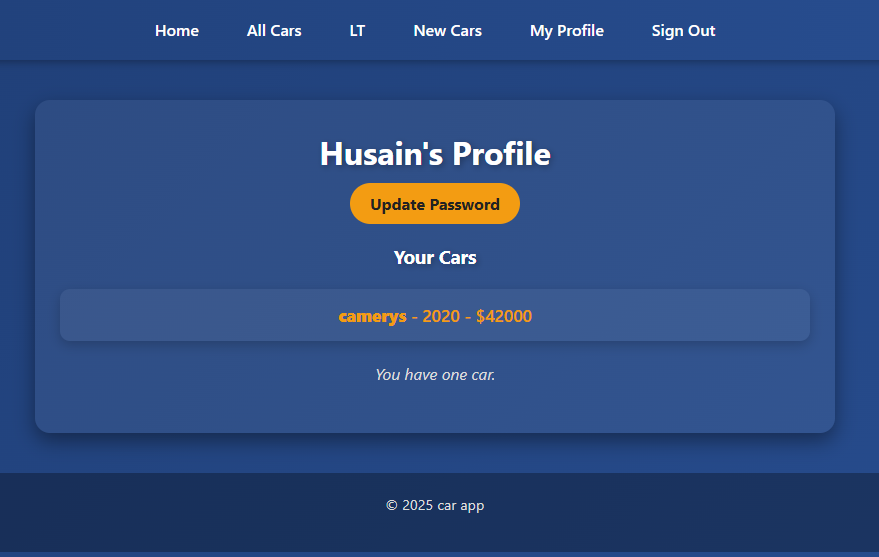 Home All Cars LT New Cars My Profile Sign Out
Husain's Profile
Update Password
Your Cars
camerys - 2020 - $42000
You have one car.
© 2025 car app